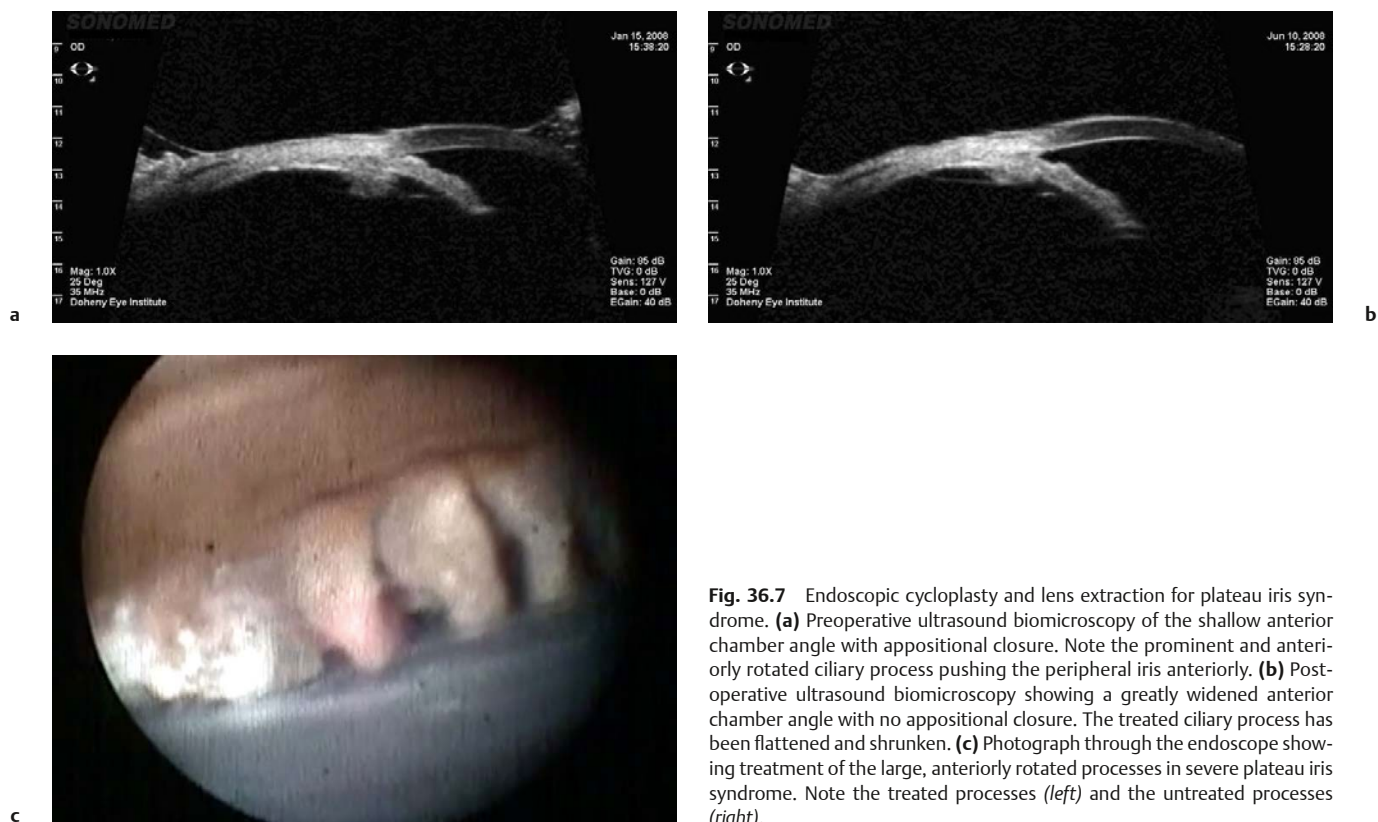 SONOMED
OD
Jan 15, 2008
15:38:20
9
10
11
12
13
14
15
16
17
Mag: 1.0X
25 Deg
35 MHz
Doheny Eye Institute
Gain: 95 dB
TVG: 0 dB
Sens: 127 V
Base: 0 dB
EGain: 40 dB
a
SONOMED
OD
Jun 10, 2008
15:28:20
9
10
11
12
13
14
15
16
17
Mag: 1.0X
25 Deg
35 MHz
Doheny Eye Institute
Gain: 95 dB
TVG: 0 dB
Sens: 127 V
Base: 0 dB
EGain: 40 dB
b
c
Fig. 36.7 Endoscopic cycloplasty and lens extraction for plateau iris syn-
drome. (a) Preoperative ultrasound biomicroscopy of the shallow anterior
chamber angle with appositional closure. Note the prominent and anteri-
orly rotated ciliary process pushing the peripheral iris anteriorly. (b) Post-
operative ultrasound biomicroscopy showing a greatly widened anterior
chamber angle with no appositional closure. The treated ciliary process has
been flattened and shrunken. (c) Photograph through the endoscope show-
ing treatment of the large, anteriorly rotated processes in severe plateau iris
syndrome. Note the treated processes (left) and the untreated processes
(right)